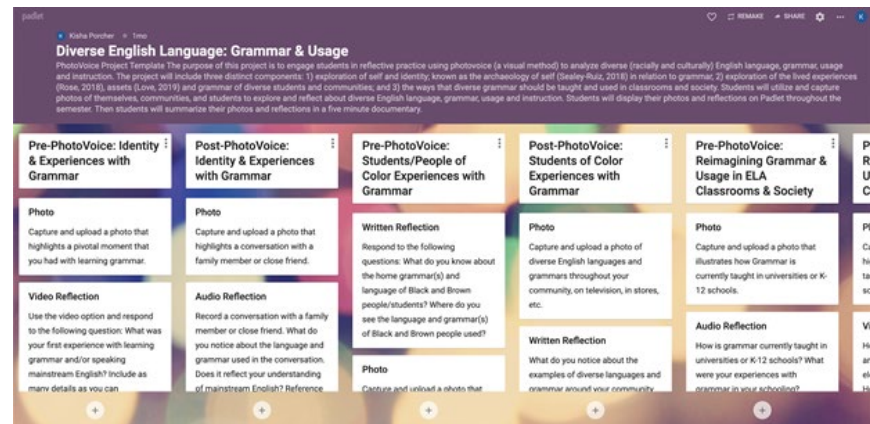 padlet
REMAKE
SHARE
K
Kisha Porcher
1mo
Diverse English Language: Grammar & Usage
PhotoVoice Project Template The purpose of this project is to engage students in reflective practice using photovoice (a visual method) to analyze diverse (racially and culturally) English language, grammar, usage
and instruction. The project will include three distinct components: 1) exploration of self and identity; known as the archaeology of self (Sealey-Ruiz, 2018) in relation to grammar, 2) exploration of the lived experiences
(Rose, 2018), assets (Love, 2019) and grammar of diverse students and communities; and 3) the ways that diverse grammar should be taught and used in classrooms and society. Students will utilize and capture
photos of themselves, communities, and students to explore and reflect about diverse English language, grammar, usage and instruction. Students will display their photos and reflections on Padlet throughout the
semester. Then students will summarize their photos and reflections in a five minute documentary.
Pre-PhotoVoice: Identity
& Experiences with
Grammar
Photo
Capture and upload a photo that
highlights a pivotal moment that
you had with learning grammar.
Video Reflection
Use the video option and respond
to the following question: What was
your first experience with learning
grammar and/or speaking
mainstream English? Include as
many details as you can
Post-PhotoVoice:
Identity & Experiences
with Grammar
Photo
Capture and upload a photo that
highlights a conversation with a
family member or close friend.
Audio Reflection
Record a conversation with a family
member or close friend. What do
you notice about the language and
grammar used in the conversation.
Does it reflect your understanding
of mainstream English? Reference
Pre-PhotoVoice:
Students/People of
Color Experiences with
Grammar
Written Reflection
Respond to the following
questions: What do you know about
the home grammar(s) and
language of Black and Brown
people/students? Where do you
see the language and grammar(s)
of Black and Brown people used?
Photo
Capture and upload a photo that
Post-PhotoVoice:
Students of Color
Experiences with
Grammar
Photo
Capture and upload a photo of
diverse English languages and
grammars throughout your
community, on television, in stores,
etc.
Written Reflection
What do you notice about the
examples of diverse languages and
grammar around your community
Pre-PhotoVoice:
Reimagining Grammar &
Usage in ELA
Classrooms & Society
Photo
Capture and upload a photo that
illustrates how Grammar is
currently taught in universities or K-
12 schools.
Audio Reflection
How is grammar currently taught in
universities or K-12 schools? What
were your experiences with
grammar in your schooling?